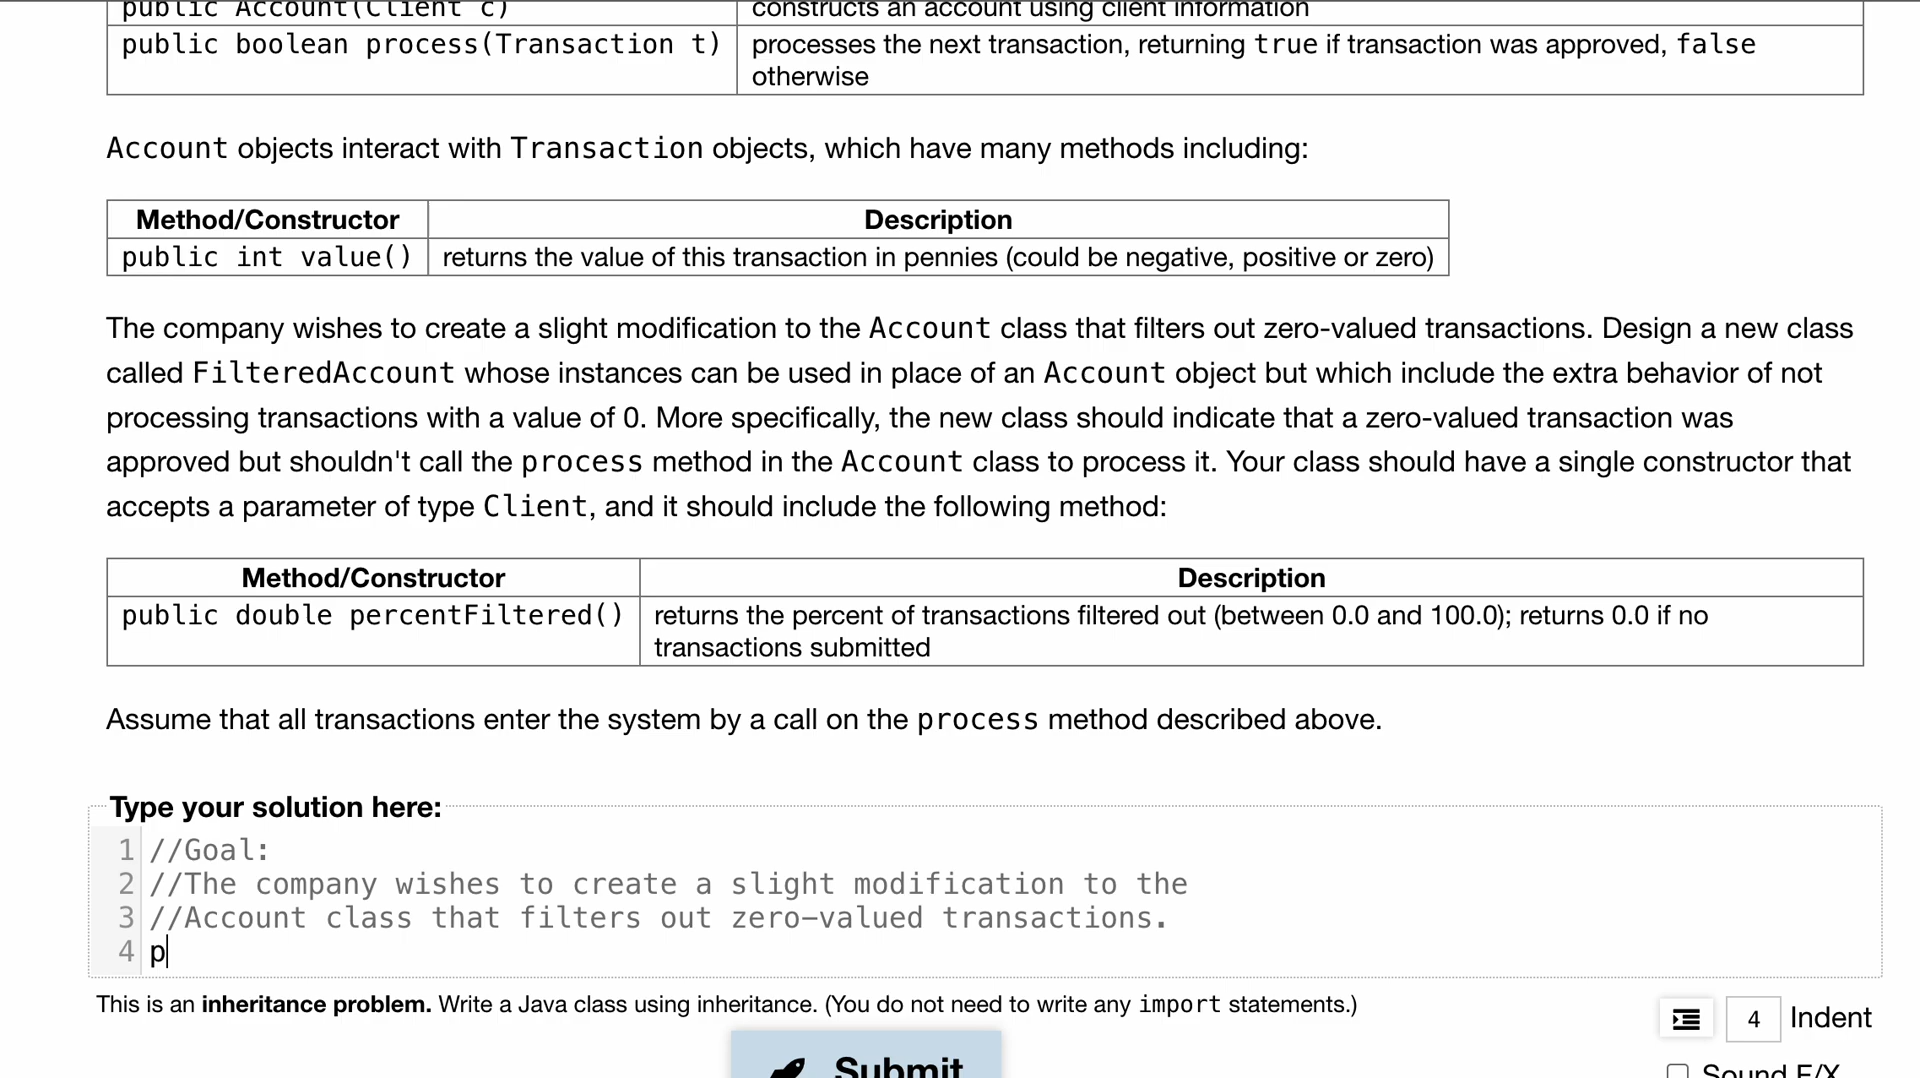 public Account(Client c)
constructs an account using client information
public boolean process(Transaction t)
processes the next transaction, returning true if transaction was approved, false
otherwise
Account objects interact with Transaction objects, which have many methods including:
Method/Constructor
Description
public int value()
returns the value of this transaction in pennies (could be negative, positive or zero)
The company wishes to create a slight modification to the Account class that filters out zero-valued transactions. Design a new class
called FilteredAccount whose instances can be used in place of an Account object but which include the extra behavior of not
processing transactions with a value of 0. More specifically, the new class should indicate that a zero-valued transaction was
approved but shouldn't call the process method in the Account class to process it. Your class should have a single constructor that
accepts a parameter of type Client, and it should include the following method:
Method/Constructor
Description
public double percentFiltered()
returns the percent of transactions filtered out (between 0.0 and 100.0); returns 0.0 if no
transactions submitted
Assume that all transactions enter the system by a call on the process method described above.
Type your solution here:
1 //Goal:
2 //The company wishes to create a slight modification to the
3 //Account class that filters out zero-valued transactions.
4 p
This is an inheritance problem. Write a Java class using inheritance. (You do not need to write any import statements.)
4 Indent
Submit
Sound F/X